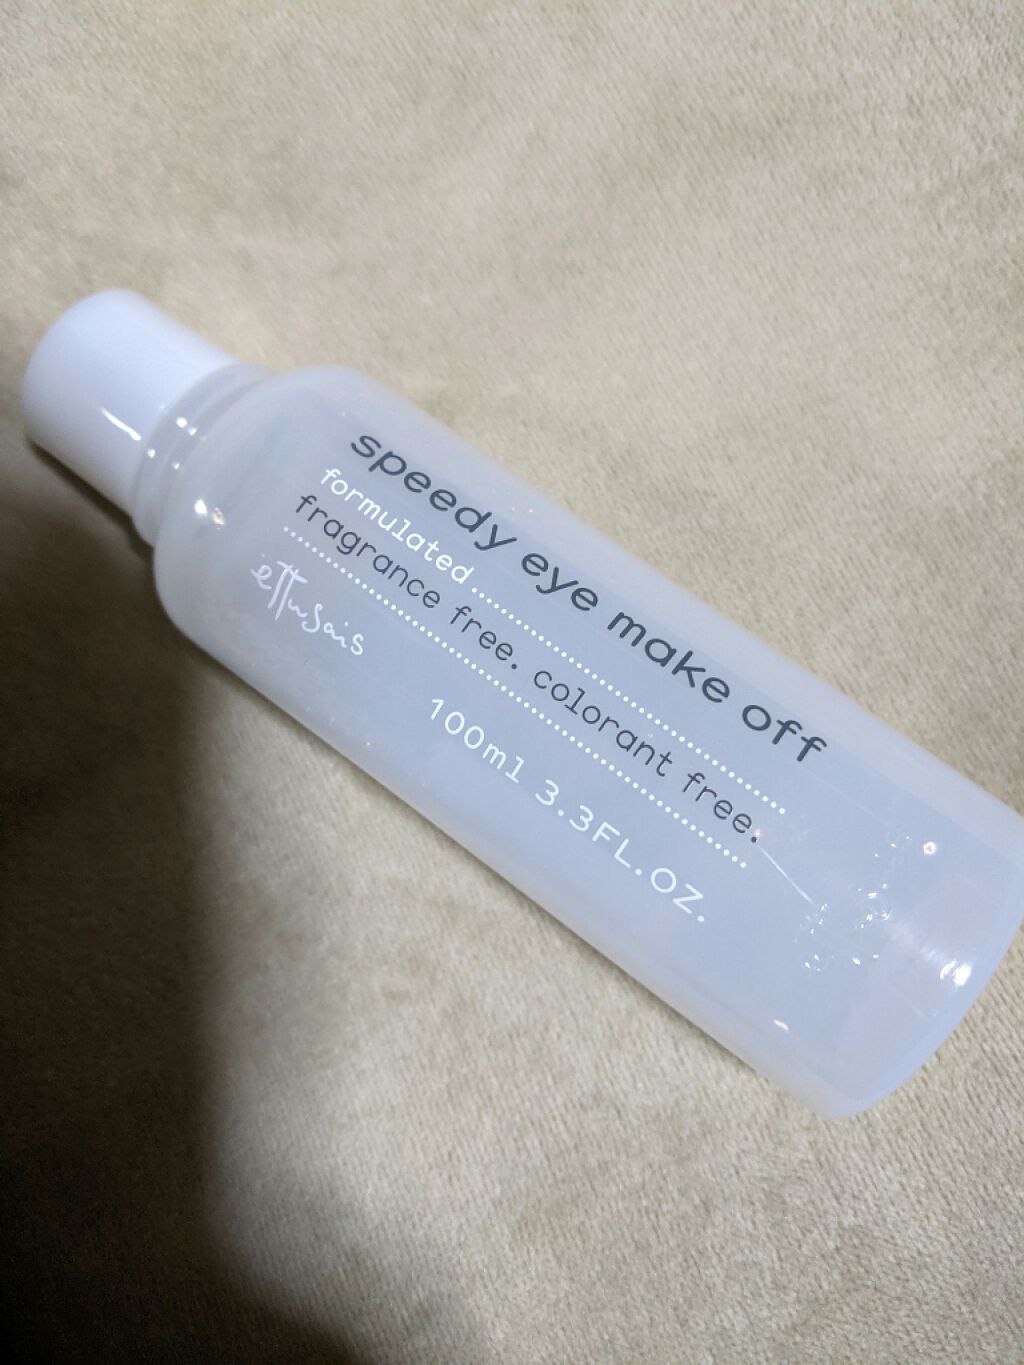 speedy eye make off
formulated
fragrance free. colorant free.
ettusais
100ml 3.3FL.OZ.